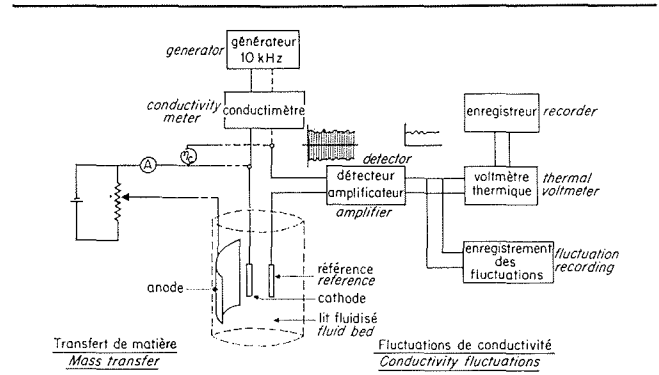 generator
générateur
10 kHz
conductivity
meter
conductimètre
enregistreur
recorder
A
ηc
detector
détecteur
amplificateur
amplifier
voltmètre
thermique
thermal
voltmeter
enregistrement
des
fluctuations
fluctuation
recording
anode
référence
reference
cathode
lit fluidisé
fluid bed
Transfert de matière
Mass transfer
Fluctuations de conductivité
Conductivity fluctuations